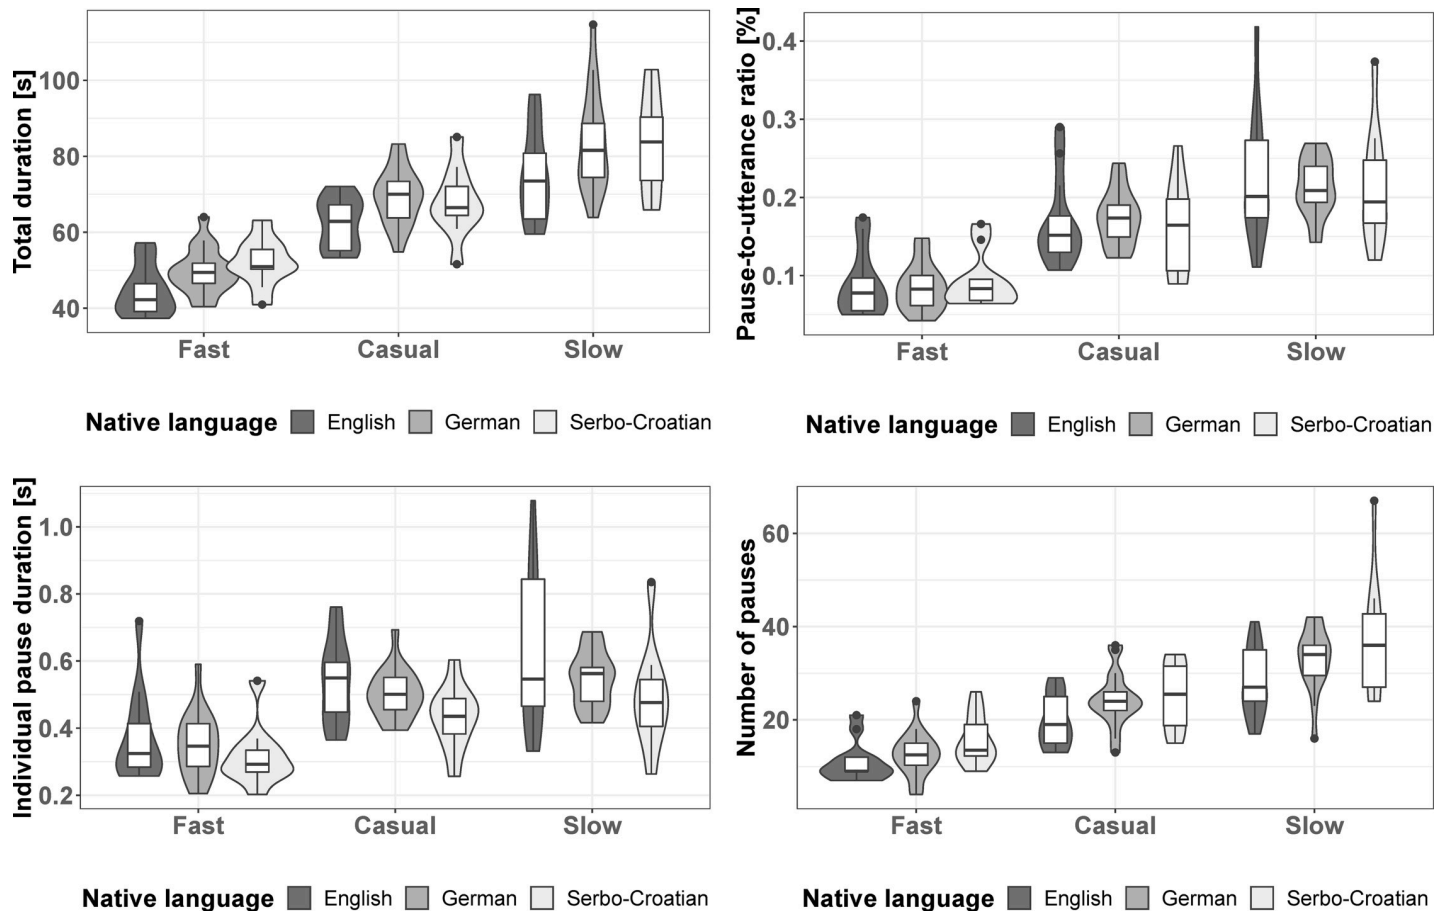 Total duration [s]
100
80
60
40
Fast Casual Slow
Native language English German Serbo-Croatian
Pause-to-utterance ratio [%]
0.4
0.3
0.2
0.1
Fast Casual Slow
Native language English German Serbo-Croatian
Individual pause duration [s]
1.0
0.8
0.6
0.4
0.2
Fast Casual Slow
Native language English German Serbo-Croatian
Number of pauses
60
40
20
Fast Casual Slow
Native language English German Serbo-Croatian